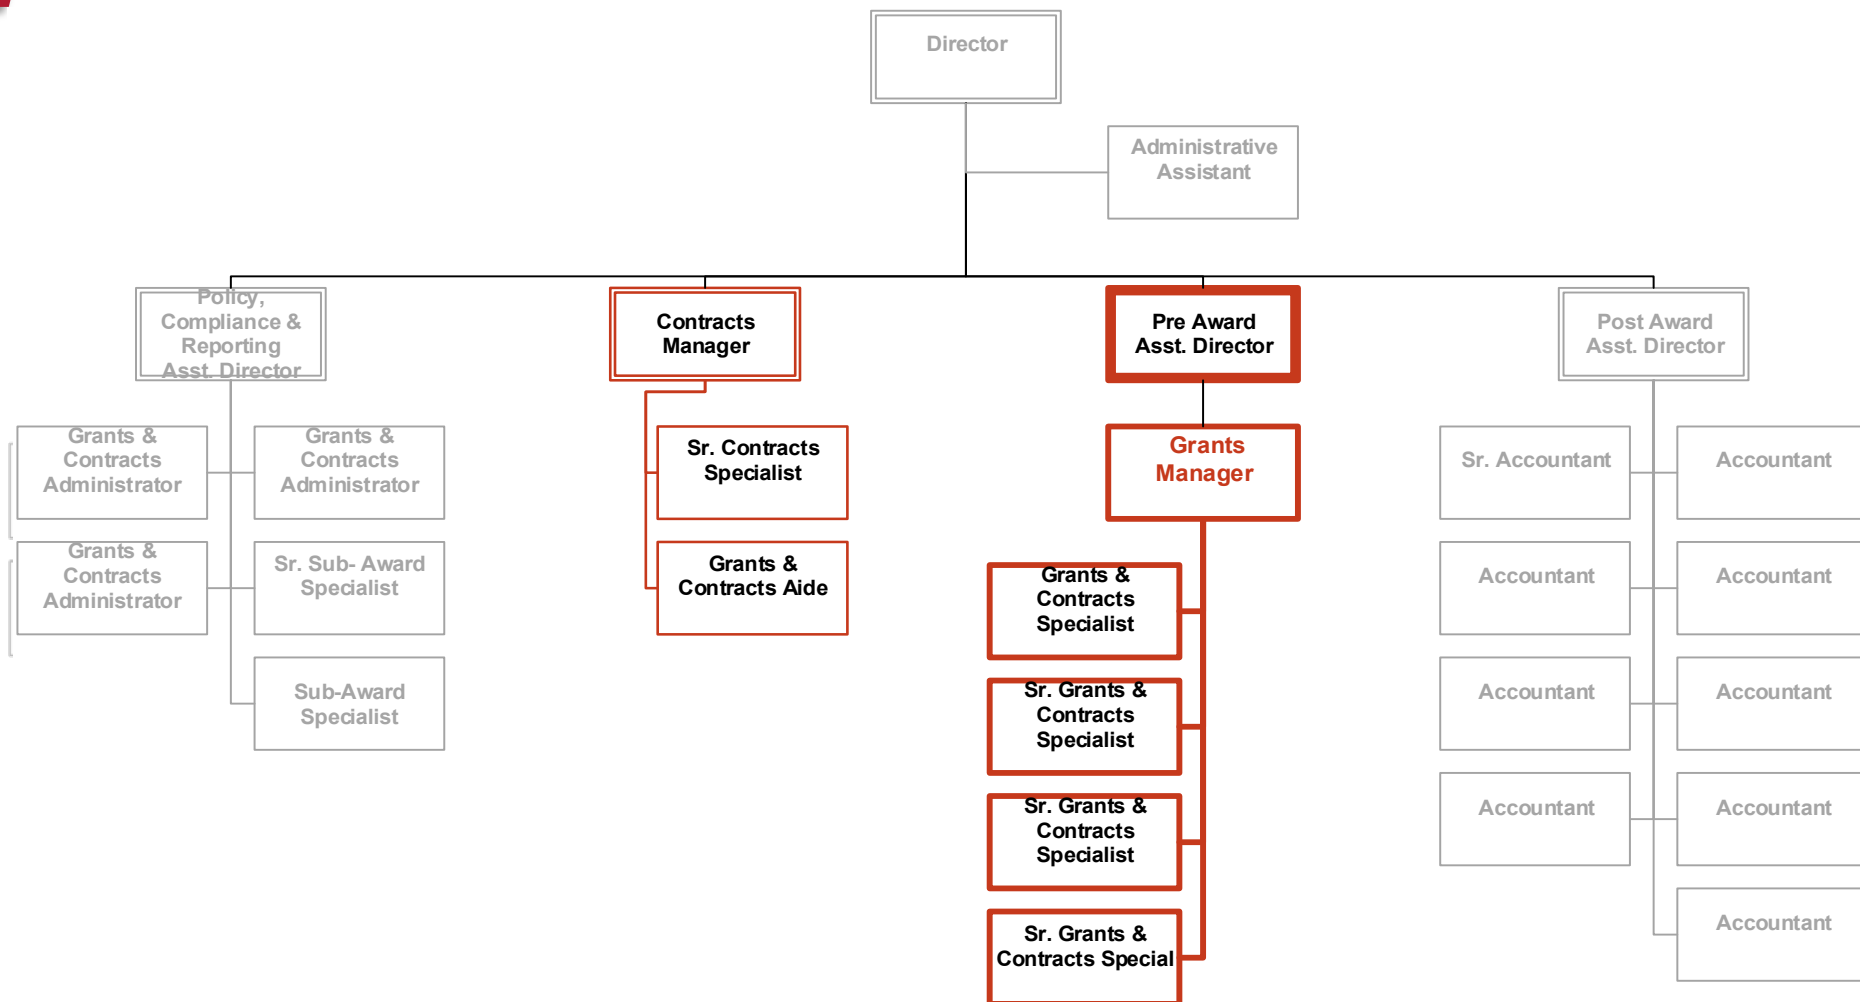 Director
Administrative
Assistant
Policy,
Compliance &
Reporting
Asst. Director
Contracts
Manager
Pre Award
Asst. Director
Post Award
Asst. Director
Grants &
Contracts
Administrator
Grants &
Contracts
Administrator
Grants &
Contracts
Administrator
Sr. Sub- Award
Specialist
Sub-Award
Specialist
Sr. Contracts
Specialist
Grants &
Contracts Aide
Grants
Manager
Grants &
Contracts
Specialist
Sr. Grants &
Contracts
Specialist
Sr. Grants &
Contracts
Specialist
Sr. Grants &
Contracts Special
Sr. Accountant
Accountant
Accountant
Accountant
Accountant
Accountant
Accountant
Accountant
Accountant